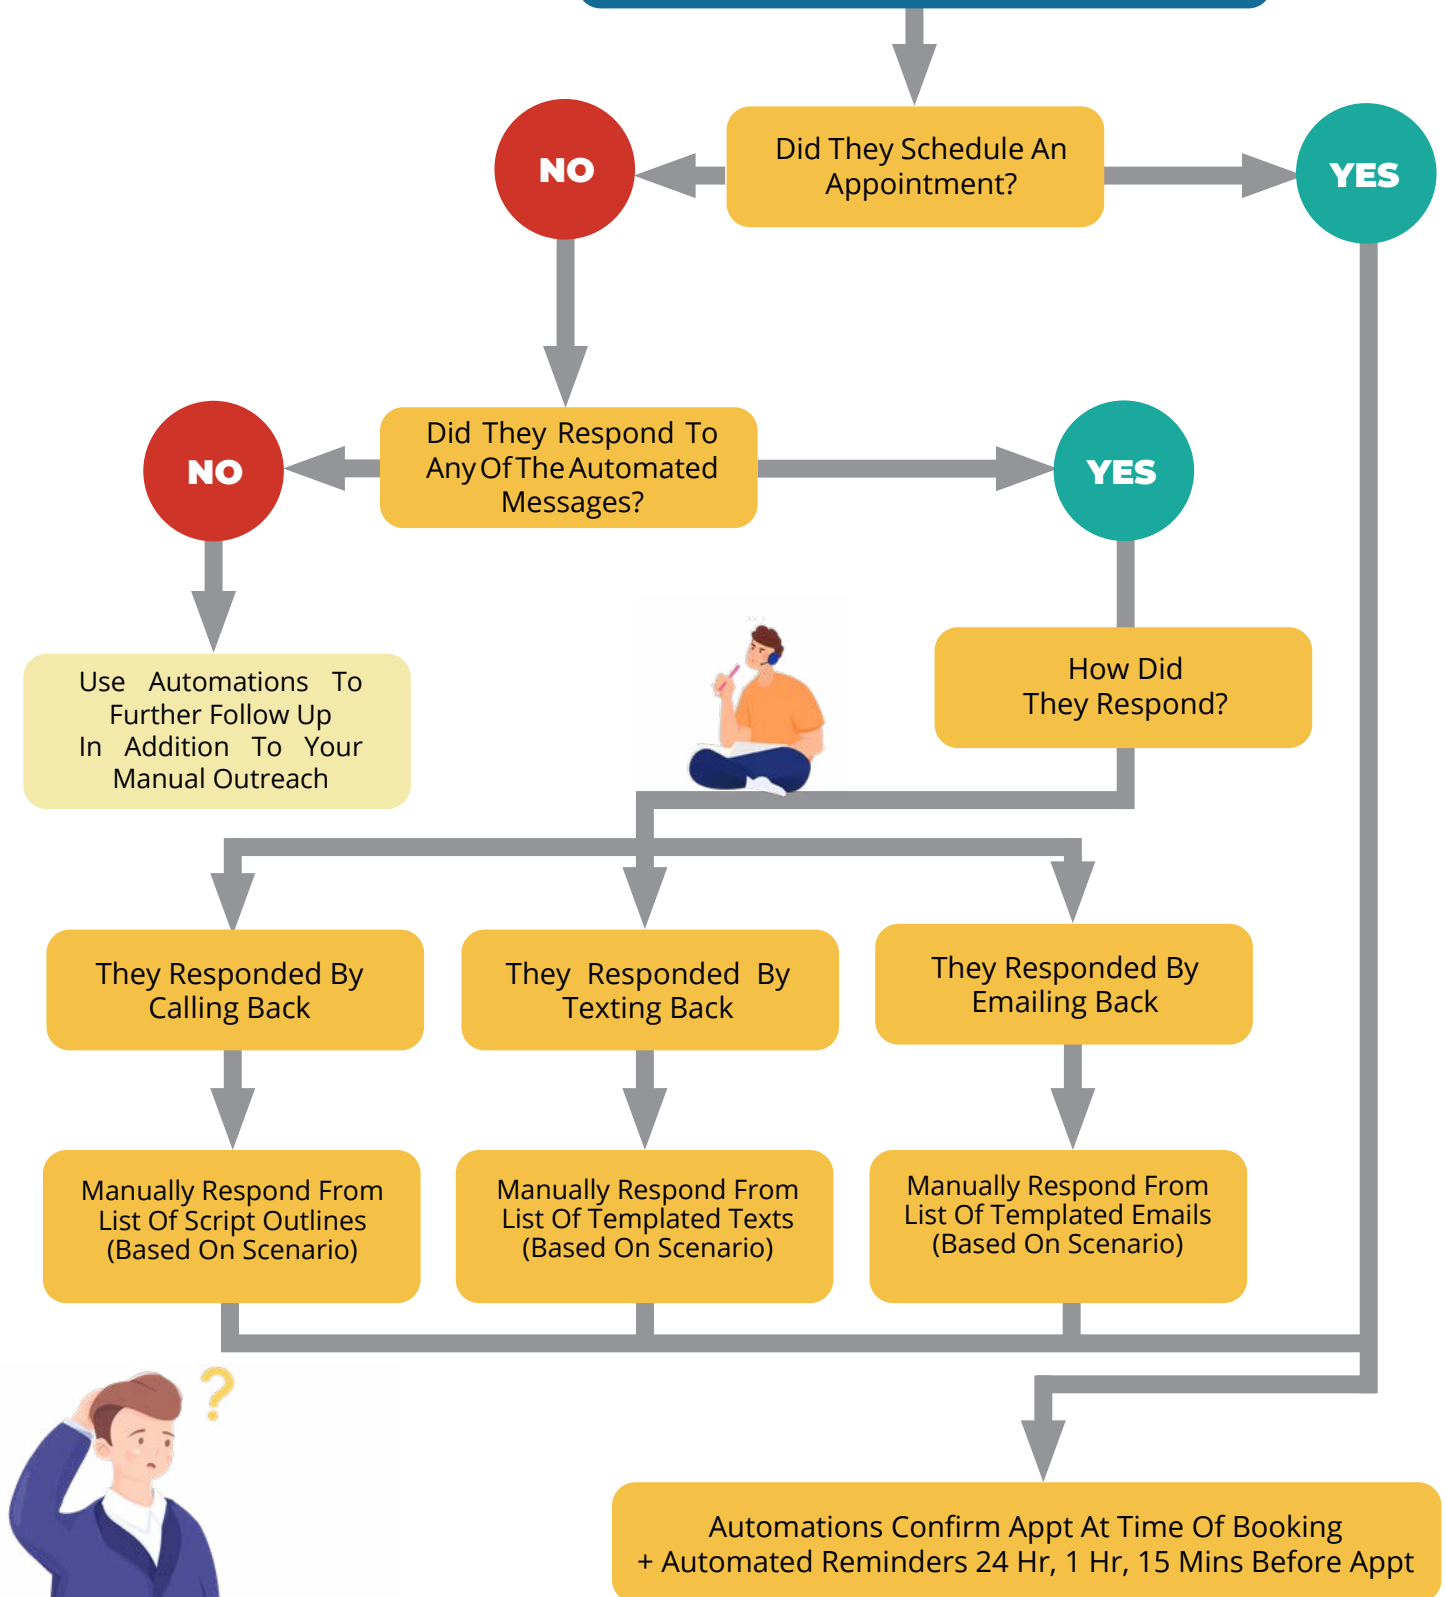 Did They Schedule An
Appointment?
NO
YES
Did They Respond To
Any Of The Automated
Messages?
NO
YES
Use Automations To
Further Follow Up
In Addition To Your
Manual Outreach
How Did
They Respond?
They Responded By
Calling Back
They Responded By
Texting Back
They Responded By
Emailing Back
Manually Respond From
List Of Script Outlines
(Based On Scenario)
Manually Respond From
List Of Templated Texts
(Based On Scenario)
Manually Respond From
List Of Templated Emails
(Based On Scenario)
?
Automations Confirm Appt At Time Of Booking
+ Automated Reminders 24 Hr, 1 Hr, 15 Mins Before Appt